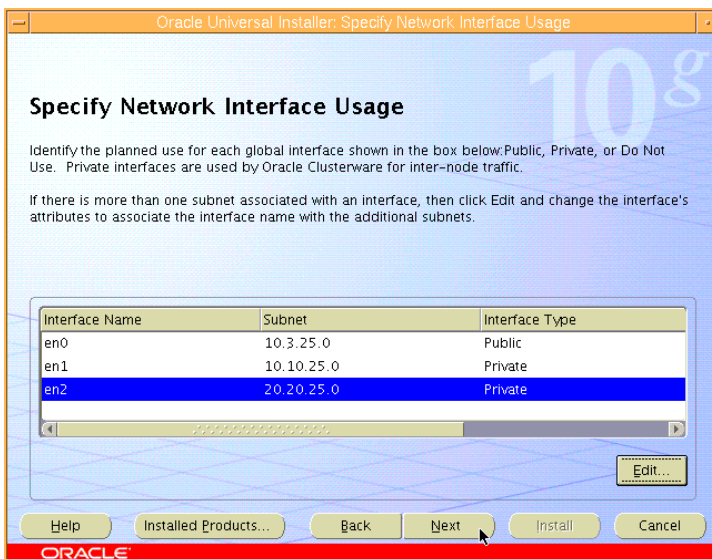 Oracle Universal Installer: Specify Network Interface Usage
10g
Specify Network Interface Usage
Identify the planned use for each global interface shown in the box below:Public, Private, or Do Not
Use. Private interfaces are used by Oracle Clusterware for inter-node traffic.
If there is more than one subnet associated with an interface, then click Edit and change the interface's
attributes to associate the interface name with the additional subnets.
Interface Name Subnet Interface Type
en0 10.3.25.0 Public
en1 10.10.25.0 Private
en2 20.20.25.0 Private
Edit...
Help Installed Products... Back Next Install Cancel
ORACLE